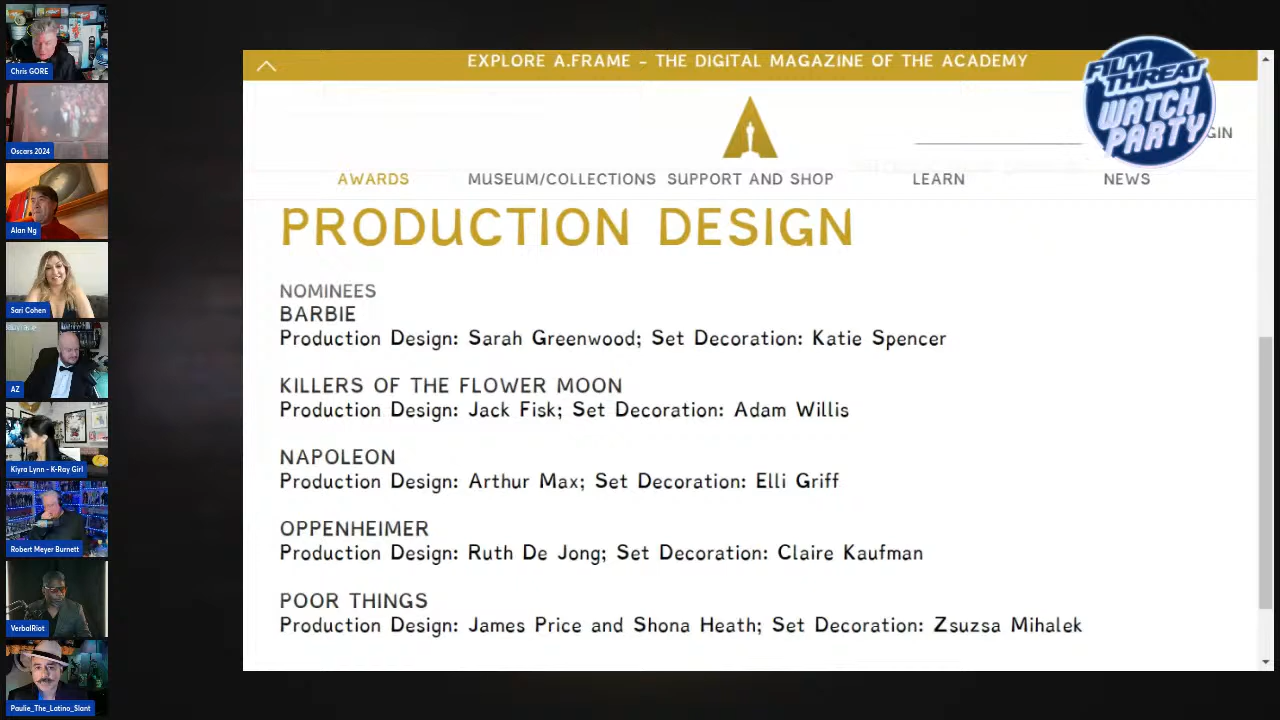 Chris GORE
Oscars 2024
Alan Ng
Sari Cohen
AZ
Kiyra Lynn - K-Ray Girl
Robert Meyer Burnett
VerbalRiot
Paulie_The_Latino_Slant
EXPLORE A.FRAME - THE DIGITAL MAGAZINE OF THE ACADEMY
FILM
THREAT
WATCH
PARTY
GIN
AWARDS MUSEUM/COLLECTIONS SUPPORT AND SHOP LEARN NEWS
PRODUCTION DESIGN
NOMINEES
BARBIE
Production Design: Sarah Greenwood; Set Decoration: Katie Spencer
KILLERS OF THE FLOWER MOON
Production Design: Jack Fisk; Set Decoration: Adam Willis
NAPOLEON
Production Design: Arthur Max; Set Decoration: Elli Griff
OPPENHEIMER
Production Design: Ruth De Jong; Set Decoration: Claire Kaufman
POOR THINGS
Production Design: James Price and Shona Heath; Set Decoration: Zsuzsa Mihalek